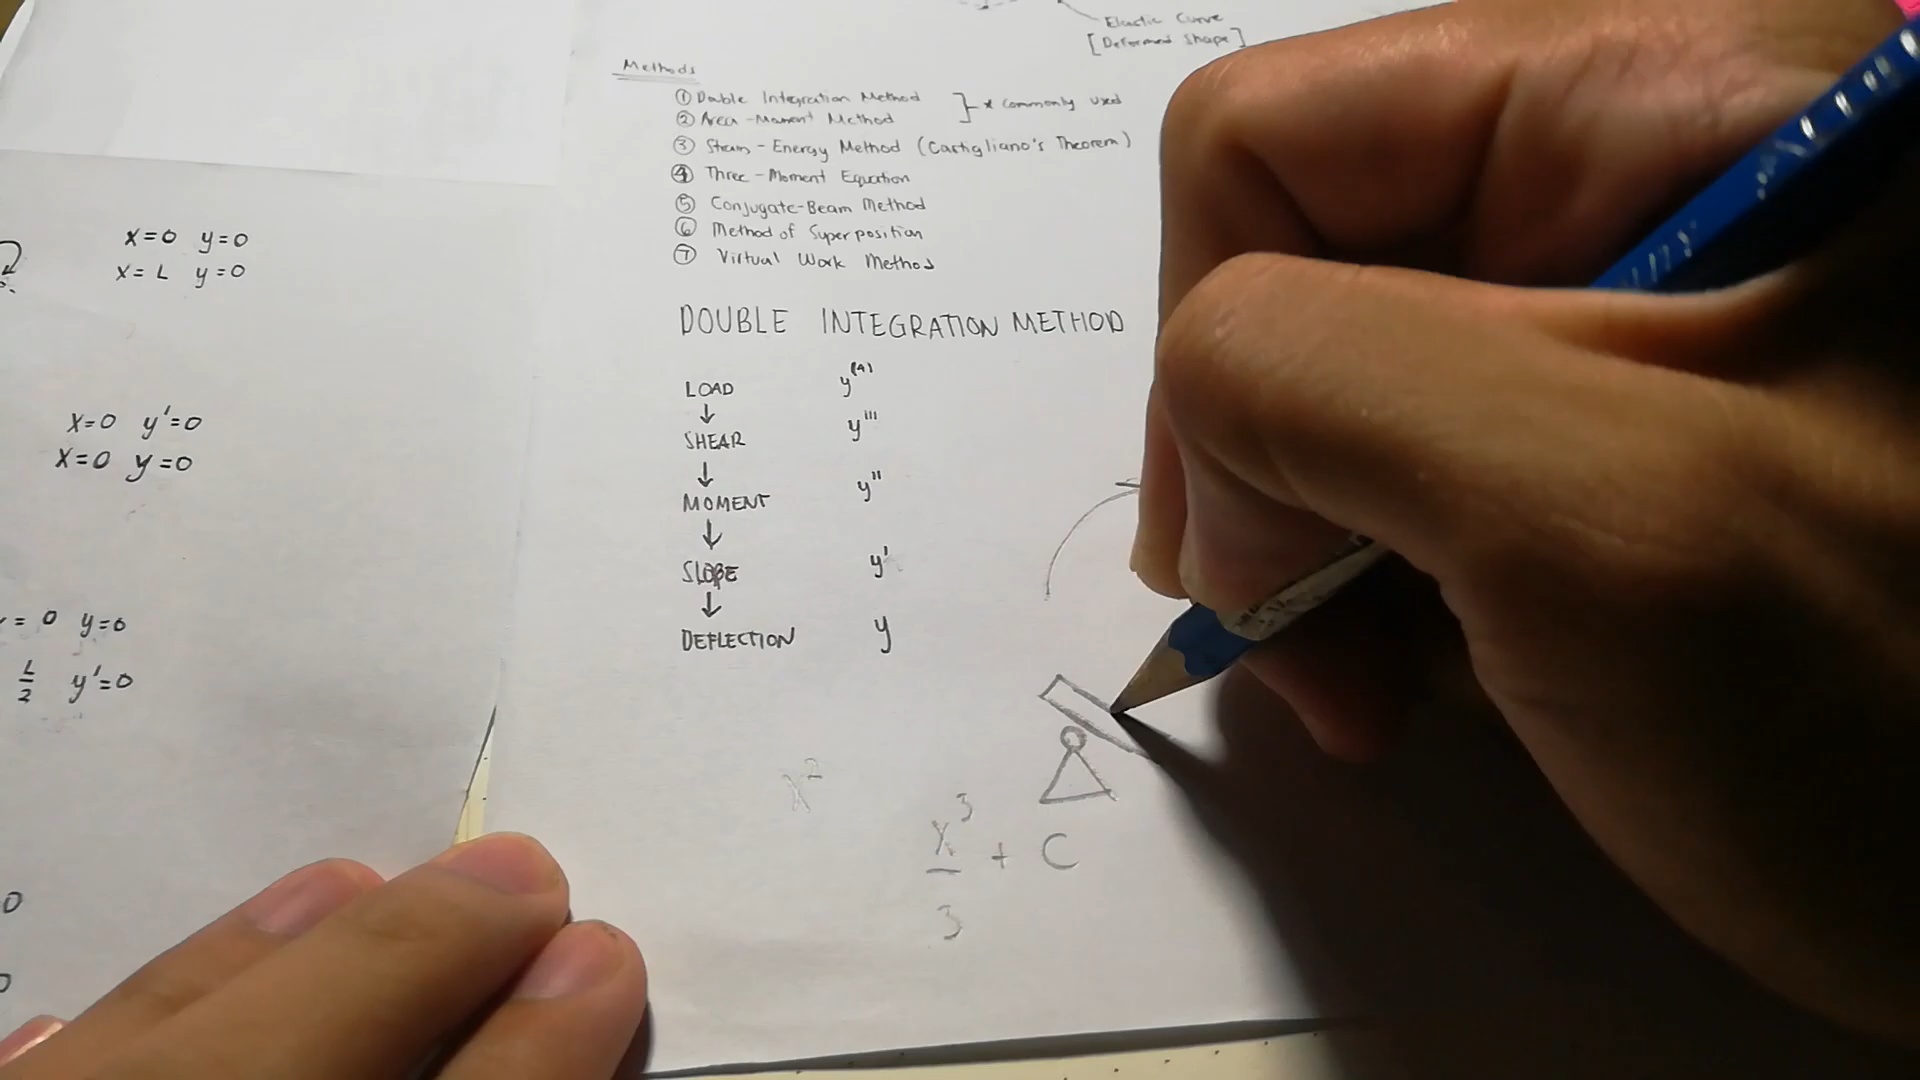 Elastic Curve
[Deformed Shape]
Methods
① Double Integration Method
② Area-Moment Method
* commonly used
③ Strain-Energy Method (Castigliano's Theorem)
④ Three-Moment Equation
⑤ Conjugate-Beam Method
⑥ Method of Superposition
⑦ Virtual Work Method
DOUBLE INTEGRATION METHOD
LOAD y⁽⁴⁾
↓
SHEAR y'''
↓
MOMENT y''
↓
SLOPE y'
↓
DEFLECTION y
x²
x³/3 + C
x=0 y=0
x=L y=0
x=0 y'=0
x=0 y=0
= 0 y=0
L/2 y'=0
0